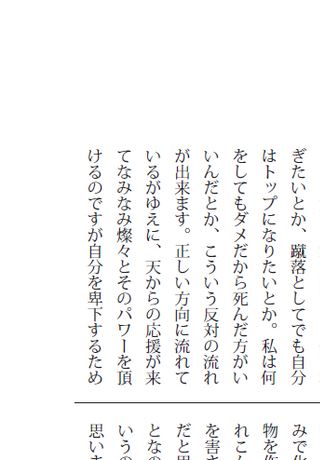 ぎたいとか、蹴落としてでも自分
はトップになりたいとか。私は何
をしてもダメだから死んだ方がい
いんだとか、こういう反対の流れ
が出来ます。正しい方向に流れて
いるがゆえに、天からの応援が来
てなみなみ燦々とそのパワーを頂
けるのですが自分を卑下するため
みで
物を
れこん
を害
だと思
となの
いうの
思いま